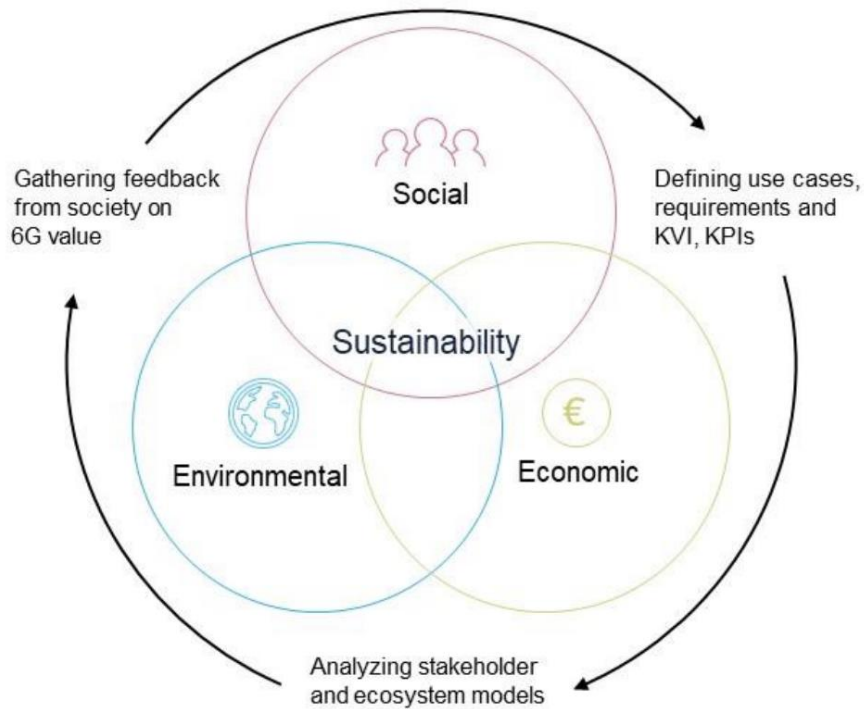 Social
Gathering feedback
from society on
6G value
Defining use cases,
requirements and
KVI, KPIs
Sustainability
€
Environmental
Economic
Analyzing stakeholder
and ecosystem models